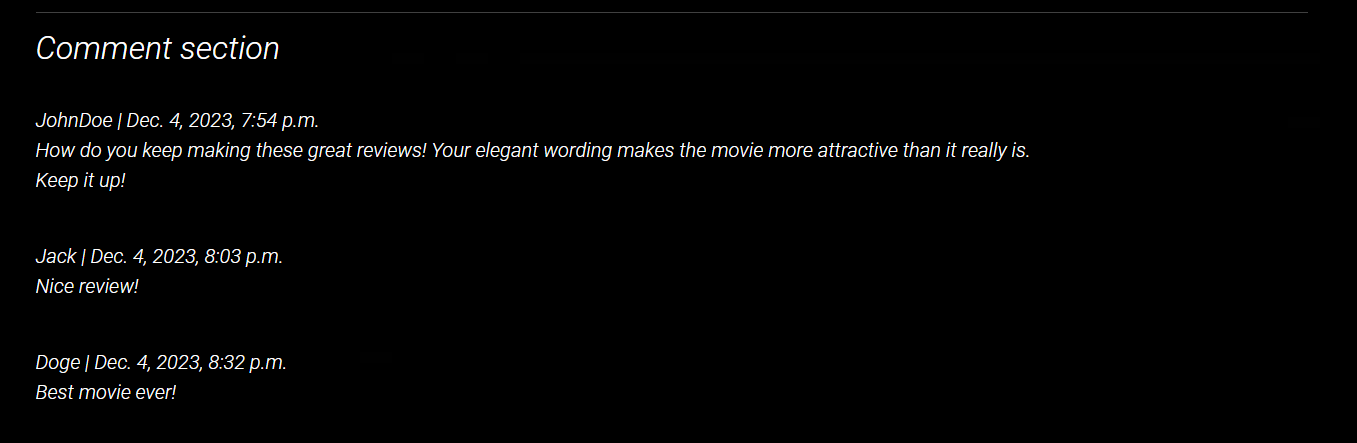 Comment section
JohnDoe | Dec. 4, 2023, 7:54 p.m.
How do you keep making these great reviews! Your elegant wording makes the movie more attractive than it really is.
Keep it up!
Jack | Dec. 4, 2023, 8:03 p.m.
Nice review!
Doge | Dec. 4, 2023, 8:32 p.m.
Best movie ever!